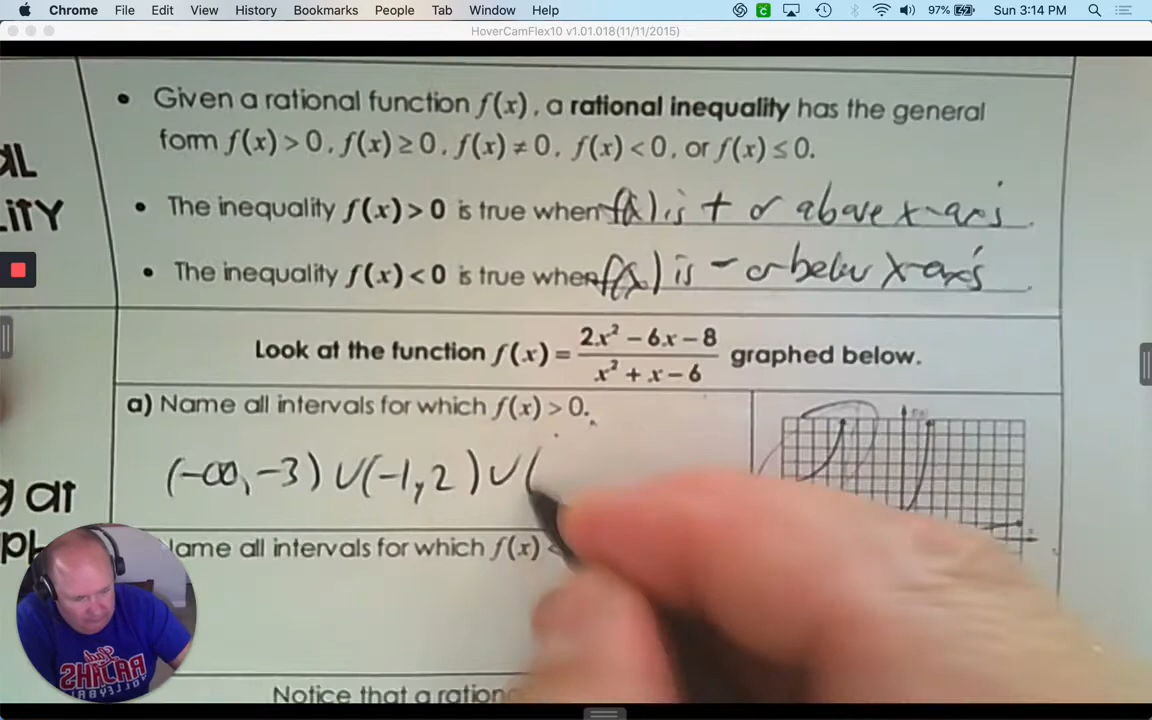 Chrome File Edit View History Bookmarks People Tab Window Help 97% Sun 3:14 PM
HoverCamFlex10 v1.01.018(11/11/2015)
• Given a rational function f(x), a rational inequality has the general
form f(x) > 0, f(x) ≥ 0, f(x) ≠ 0, f(x) < 0, or f(x) ≤ 0.
• The inequality f(x) > 0 is true when f(x) is + or above x-axis.
• The inequality f(x) < 0 is true when f(x) is - or below x-axis.
Look at the function f(x) = (2x² – 6x – 8)/(x² + x – 6) graphed below.
a) Name all intervals for which f(x) > 0.
(-∞, -3) ∪ (-1, 2) ∪ (
ame all intervals for which f(x) <
Notice that a ration